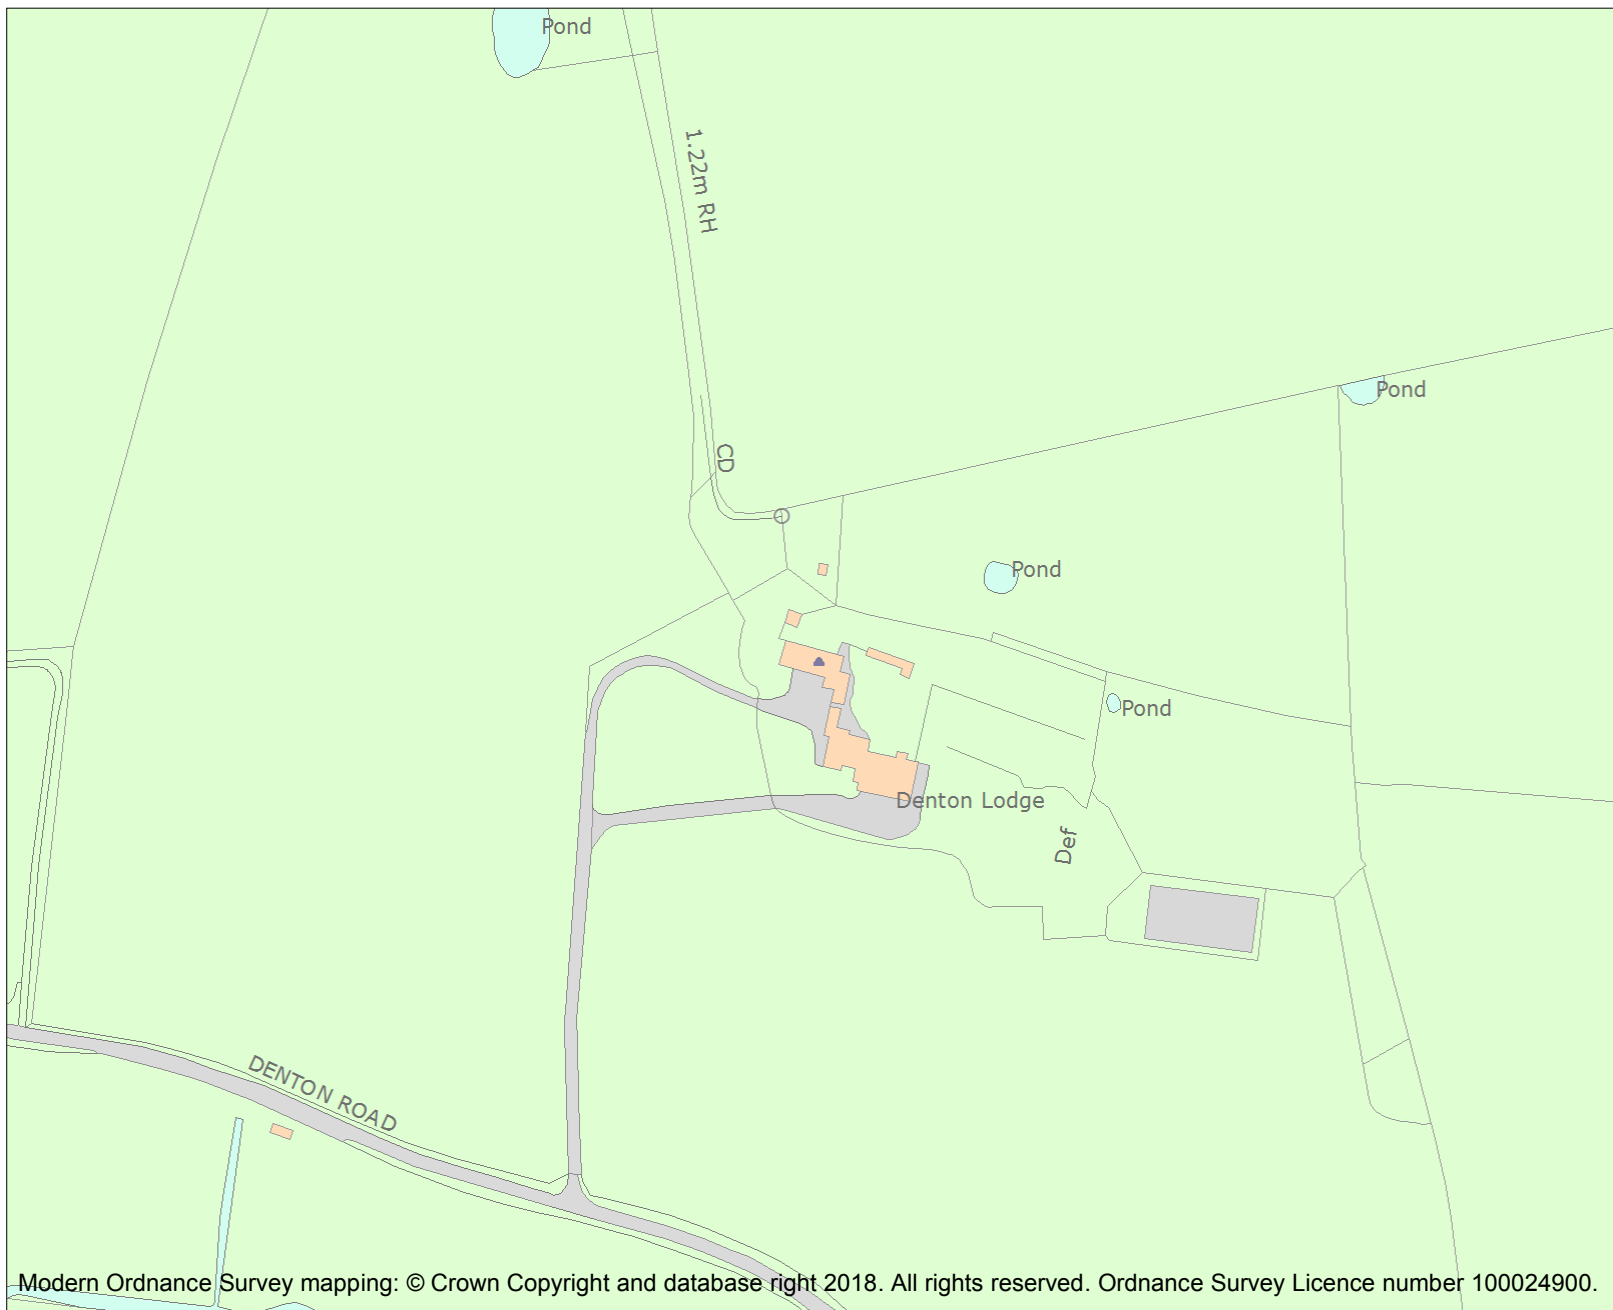 Pond
1.22m RH
Pond
CD
Pond
Pond
Denton Lodge
Def
DENTON ROAD
Modern Ordnance Survey mapping: © Crown Copyright and database right 2018. All rights reserved. Ordnance Survey Licence number 100024900.